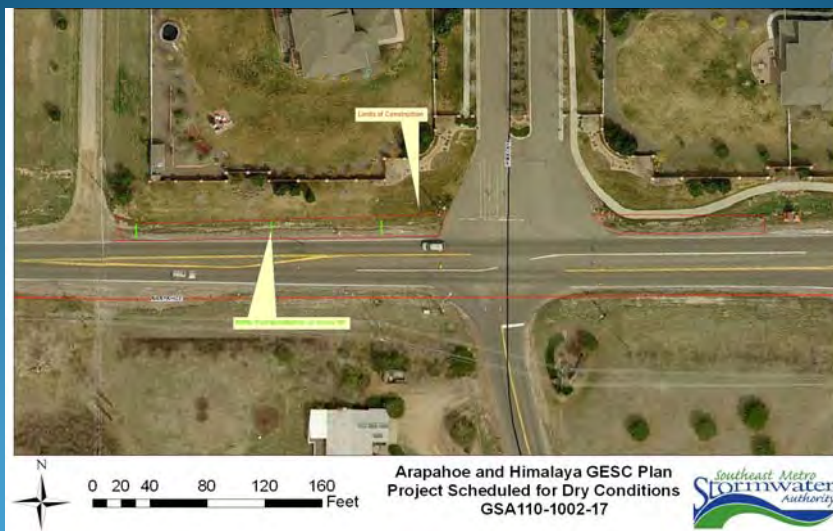 Limits of Construction
N
0 20 40 80 120 160
Feet
Arapahoe and Himalaya GESC Plan
Project Scheduled for Dry Conditions
GSA110-1002-17
Southeast Metro
Stormwater
Authority